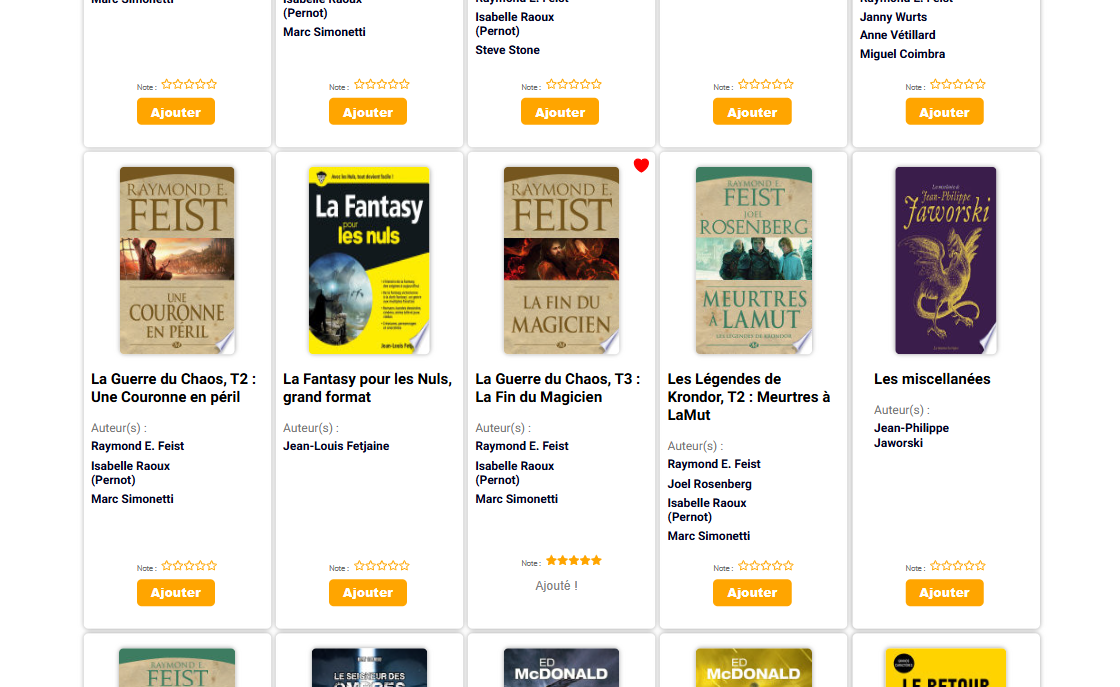 Marc Simonetti
Isabelle Raoux
(Pernot)
Marc Simonetti
Raymond E. Feist
Isabelle Raoux
(Pernot)
Steve Stone
Raymond E. Feist
Janny Wurts
Anne Vétillard
Miguel Coimbra
Note :
Ajouter
Note :
Ajouter
Note :
Ajouter
Note :
Ajouter
Note :
Ajouter
RAYMOND E.
FEIST
UNE
COURONNE
EN PÉRIL
La Guerre du Chaos, T2 :
Une Couronne en péril
Auteur(s) :
Raymond E. Feist
Isabelle Raoux
(Pernot)
Marc Simonetti
Note :
Ajouter
Avec les Nuls, tout devient facile !
La Fantasy
pour
les nuls
La Fantasy pour les Nuls,
grand format
Auteur(s) :
Jean-Louis Fetjaine
Note :
Ajouter
RAYMOND E.
FEIST
LA FIN DU
MAGICIEN
La Guerre du Chaos, T3 :
La Fin du Magicien
Auteur(s) :
Raymond E. Feist
Isabelle Raoux
(Pernot)
Marc Simonetti
Note :
Ajouté !
RAYMOND E.
FEIST
JOEL
ROSENBERG
MEURTRES
À LAMUT
LES LÉGENDES DE KRONDOR
Les Légendes de
Krondor, T2 : Meurtres à
LaMut
Auteur(s) :
Raymond E. Feist
Joel Rosenberg
Isabelle Raoux
(Pernot)
Marc Simonetti
Note :
Ajouter
Jean-Philippe
Jaworski
Les miscellanées
Auteur(s) :
Jean-Philippe
Jaworski
Note :
Ajouter
RAYMOND E.
FEIST
LE SEIGNEUR DES
OMBRES
ED
McDONALD
ED
McDONALD
LE RETOUR